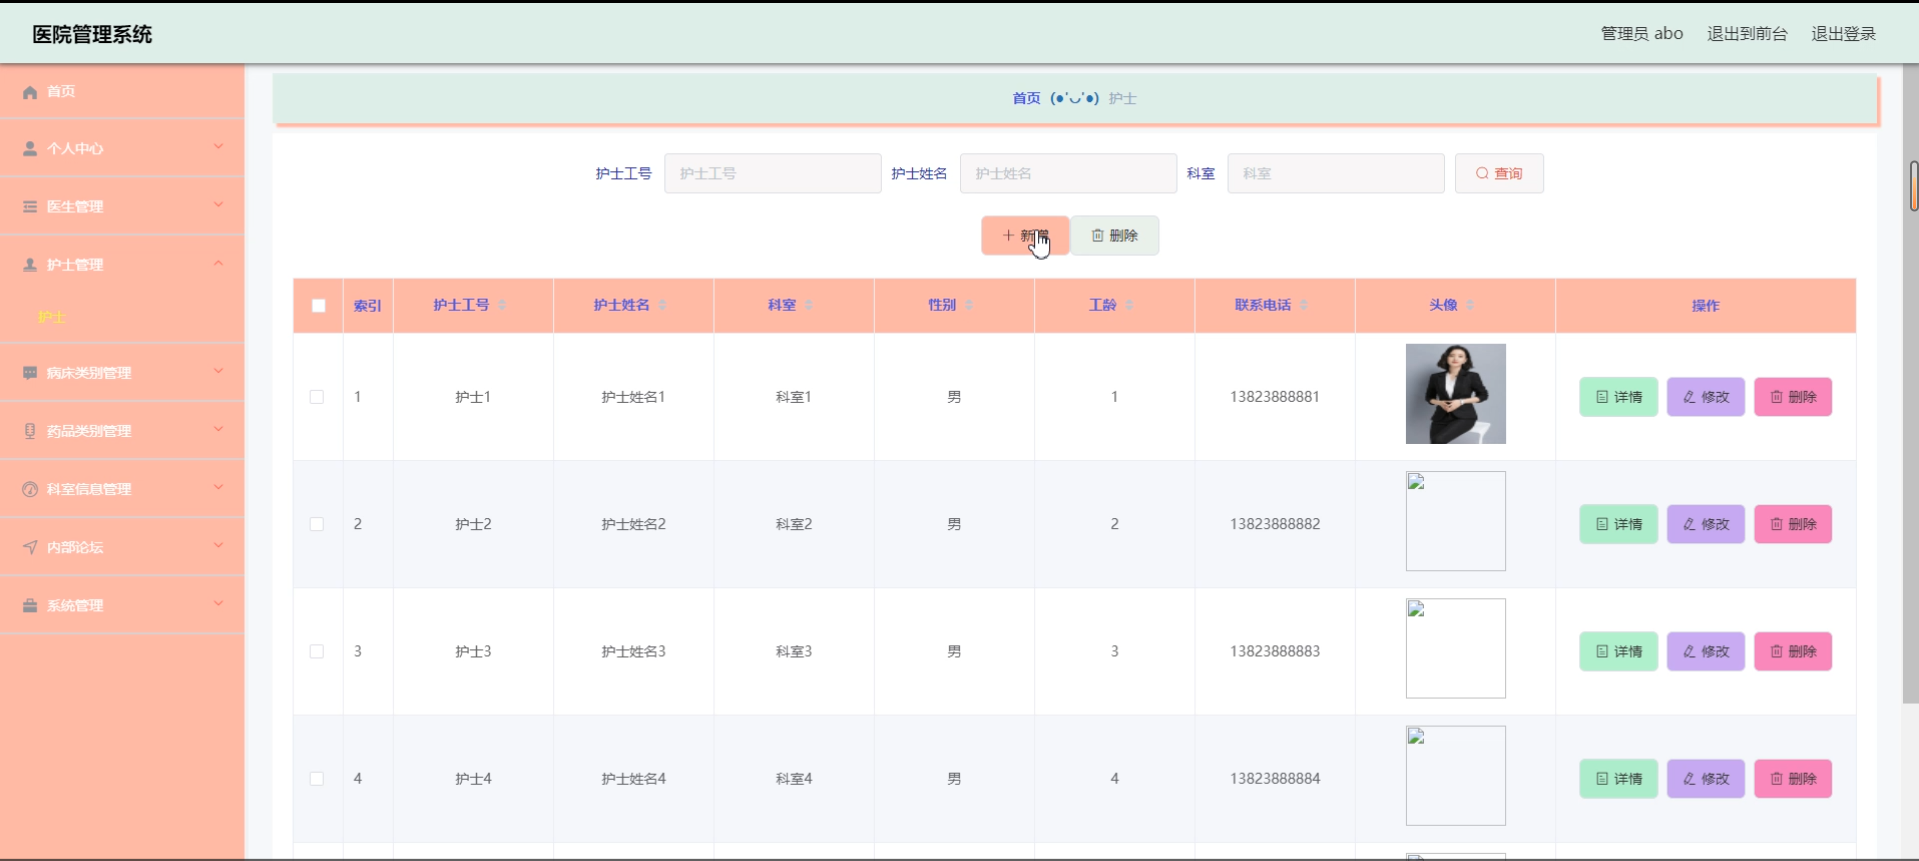 医院管理系统
管理员 abo 退出到前台 退出登录
首页
个人中心
医生管理
护士管理
护士
病床类别管理
药品类别管理
科室信息管理
内部论坛
系统管理
首页 (●'◡'●) 护士
护士工号 护士工号 护士姓名 护士姓名 科室 科室 查询
新增 删除
索引 护士工号 护士姓名 科室 性别 工龄 联系电话 头像 操作
1 护士1 护士姓名1 科室1 男 1 13823888881 详情 修改 删除
2 护士2 护士姓名2 科室2 男 2 13823888882 详情 修改 删除
3 护士3 护士姓名3 科室3 男 3 13823888883 详情 修改 删除
4 护士4 护士姓名4 科室4 男 4 13823888884 详情 修改 删除